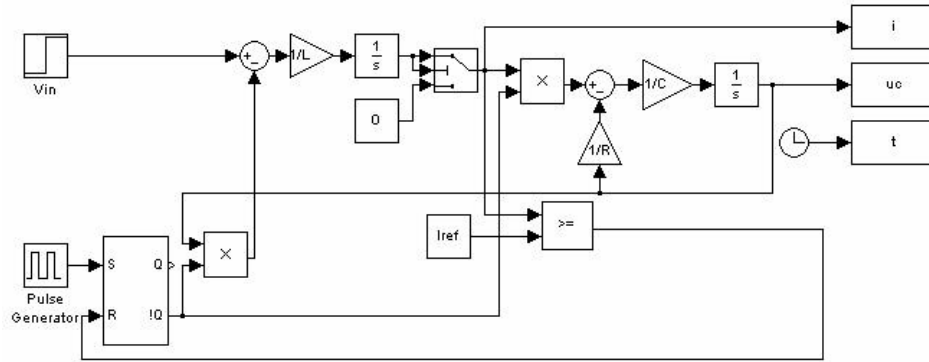 i
1/L
1
s
1/C
1
s
uc
Vin
0
×
t
1/R
Iref
>=
S
Q
×
Pulse
Generator
R
!Q